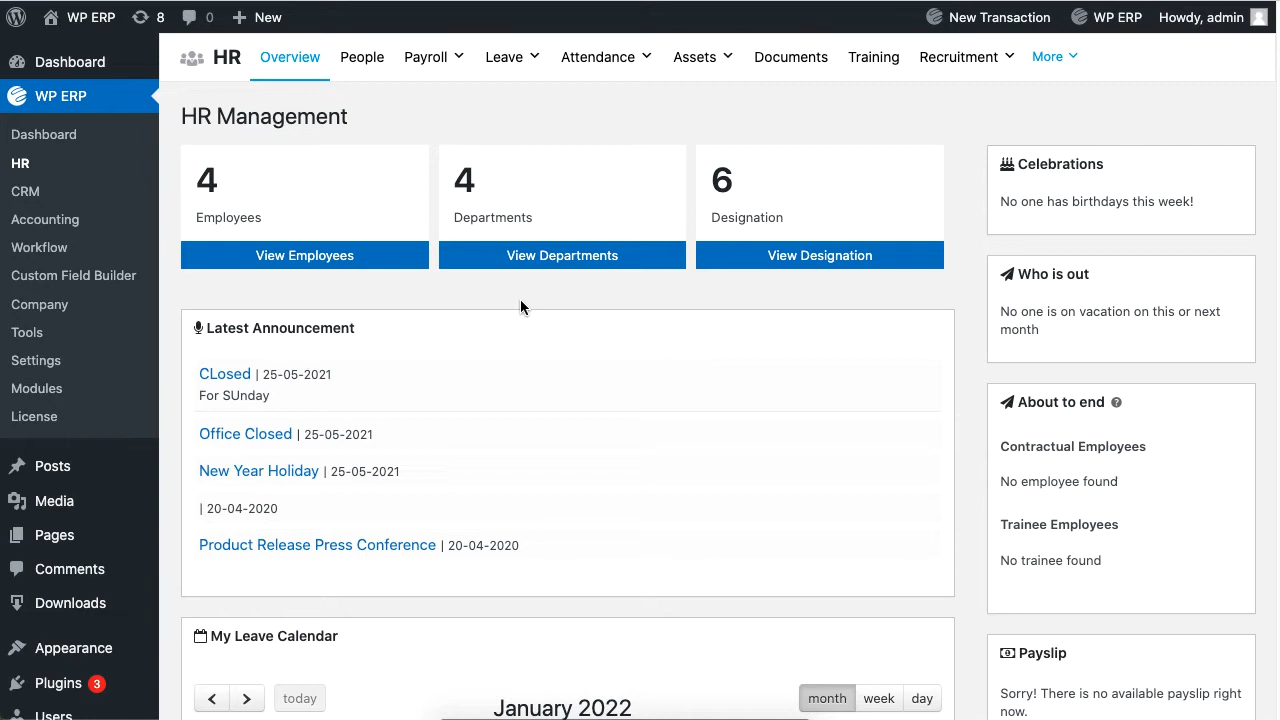 WP ERP 8 0 New New Transaction WP ERP Howdy, admin
Dashboard
WP ERP
Dashboard
HR
CRM
Accounting
Workflow
Custom Field Builder
Company
Tools
Settings
Modules
License
Posts
Media
Pages
Comments
Downloads
Appearance
Plugins 3
Users
HR Overview People Payroll Leave Attendance Assets Documents Training Recruitment More
HR Management
4
Employees
View Employees
4
Departments
View Departments
6
Designation
View Designation
Latest Announcement
CLosed | 25-05-2021
For SUnday
Office Closed | 25-05-2021
New Year Holiday | 25-05-2021
| 20-04-2020
Product Release Press Conference | 20-04-2020
My Leave Calendar
today
January 2022
month week day
Celebrations
No one has birthdays this week!
Who is out
No one is on vacation on this or next
month
About to end
Contractual Employees
No employee found
Trainee Employees
No trainee found
Payslip
Sorry! There is no available payslip right
now.